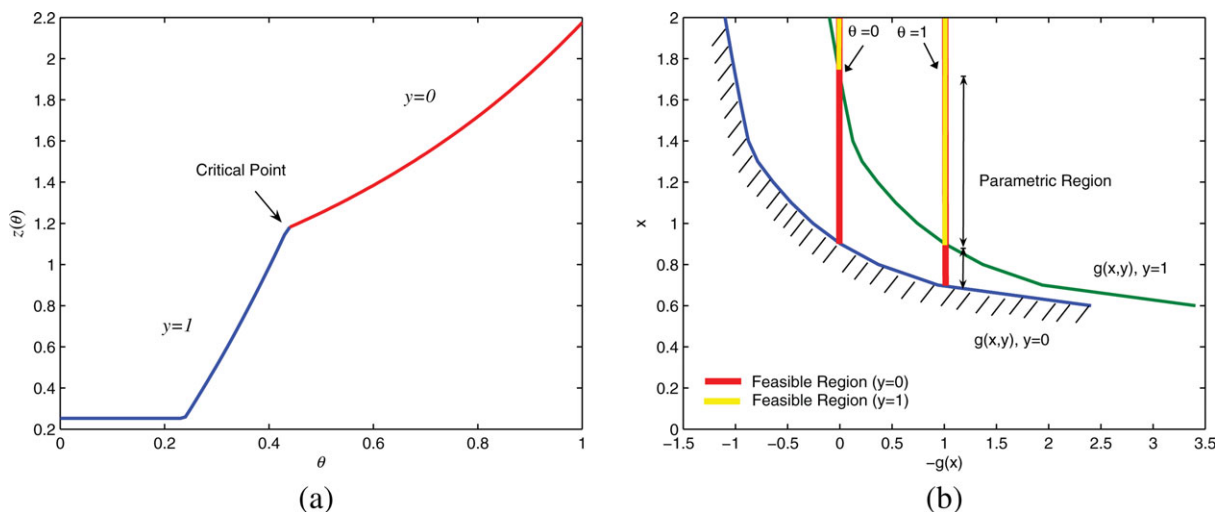 2.2
2
1.8
1.6
1.4
1.2
1
0.8
0.6
0.4
0.2
z(θ)
y=0
Critical Point
y=1
0
0.2
0.4
0.6
0.8
1
θ
(a)
2
1.8
1.6
1.4
1.2
1
0.8
0.6
0.4
0.2
0
x
θ =0
θ =1
Parametric Region
g(x,y), y=1
g(x,y), y=0
Feasible Region (y=0)
Feasible Region (y=1)
-1.5
-1
-0.5
0
0.5
1
1.5
2
2.5
3
3.5
-g(x)
(b)